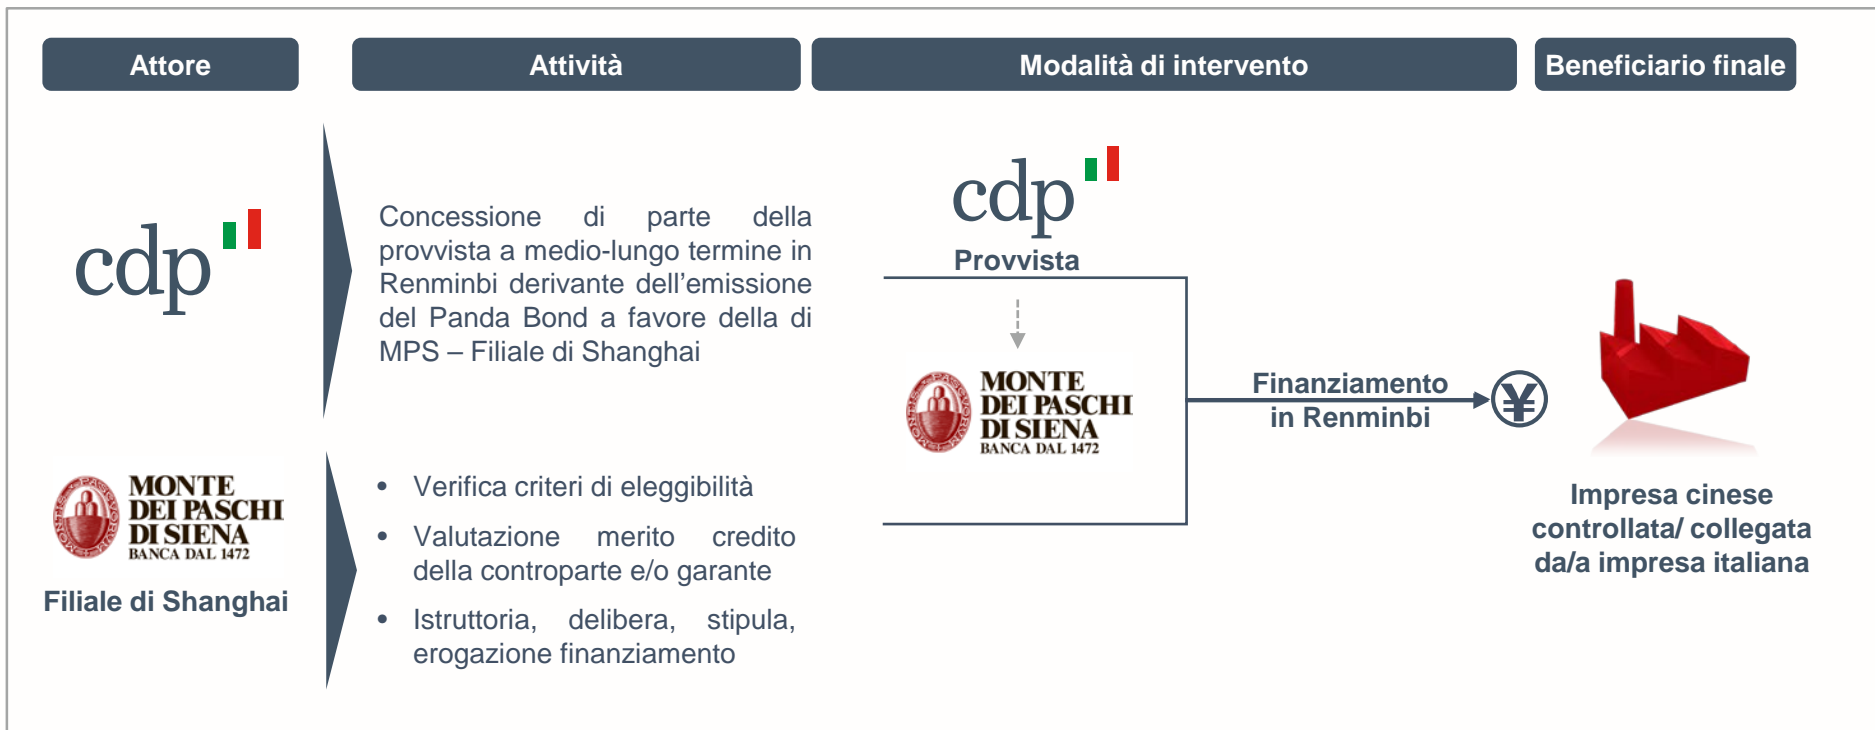 Attore
Attività
Modalità di intervento
Beneficiario finale
cdp
Concessione di parte della
provvista a medio-lungo termine in
Renminbi derivante dell'emissione
del Panda Bond a favore della di
MPS – Filiale di Shanghai
cdp
Provvista
MONTE
DEI PASCHI
DI SIENA
BANCA DAL 1472
Finanziamento
in Renminbi
¥
Impresa cinese
controllata/ collegata
da/a impresa italiana
MONTE
DEI PASCHI
DI SIENA
BANCA DAL 1472
Filiale di Shanghai
• Verifica criteri di eleggibilità
• Valutazione merito credito
della controparte e/o garante
• Istruttoria, delibera, stipula,
erogazione finanziamento